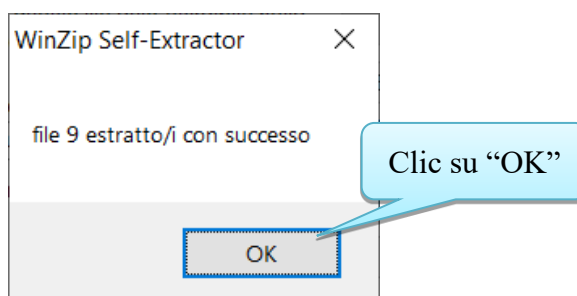 WinZip Self-Extractor
file 9 estratto/i con successo
Clic su “OK”
OK